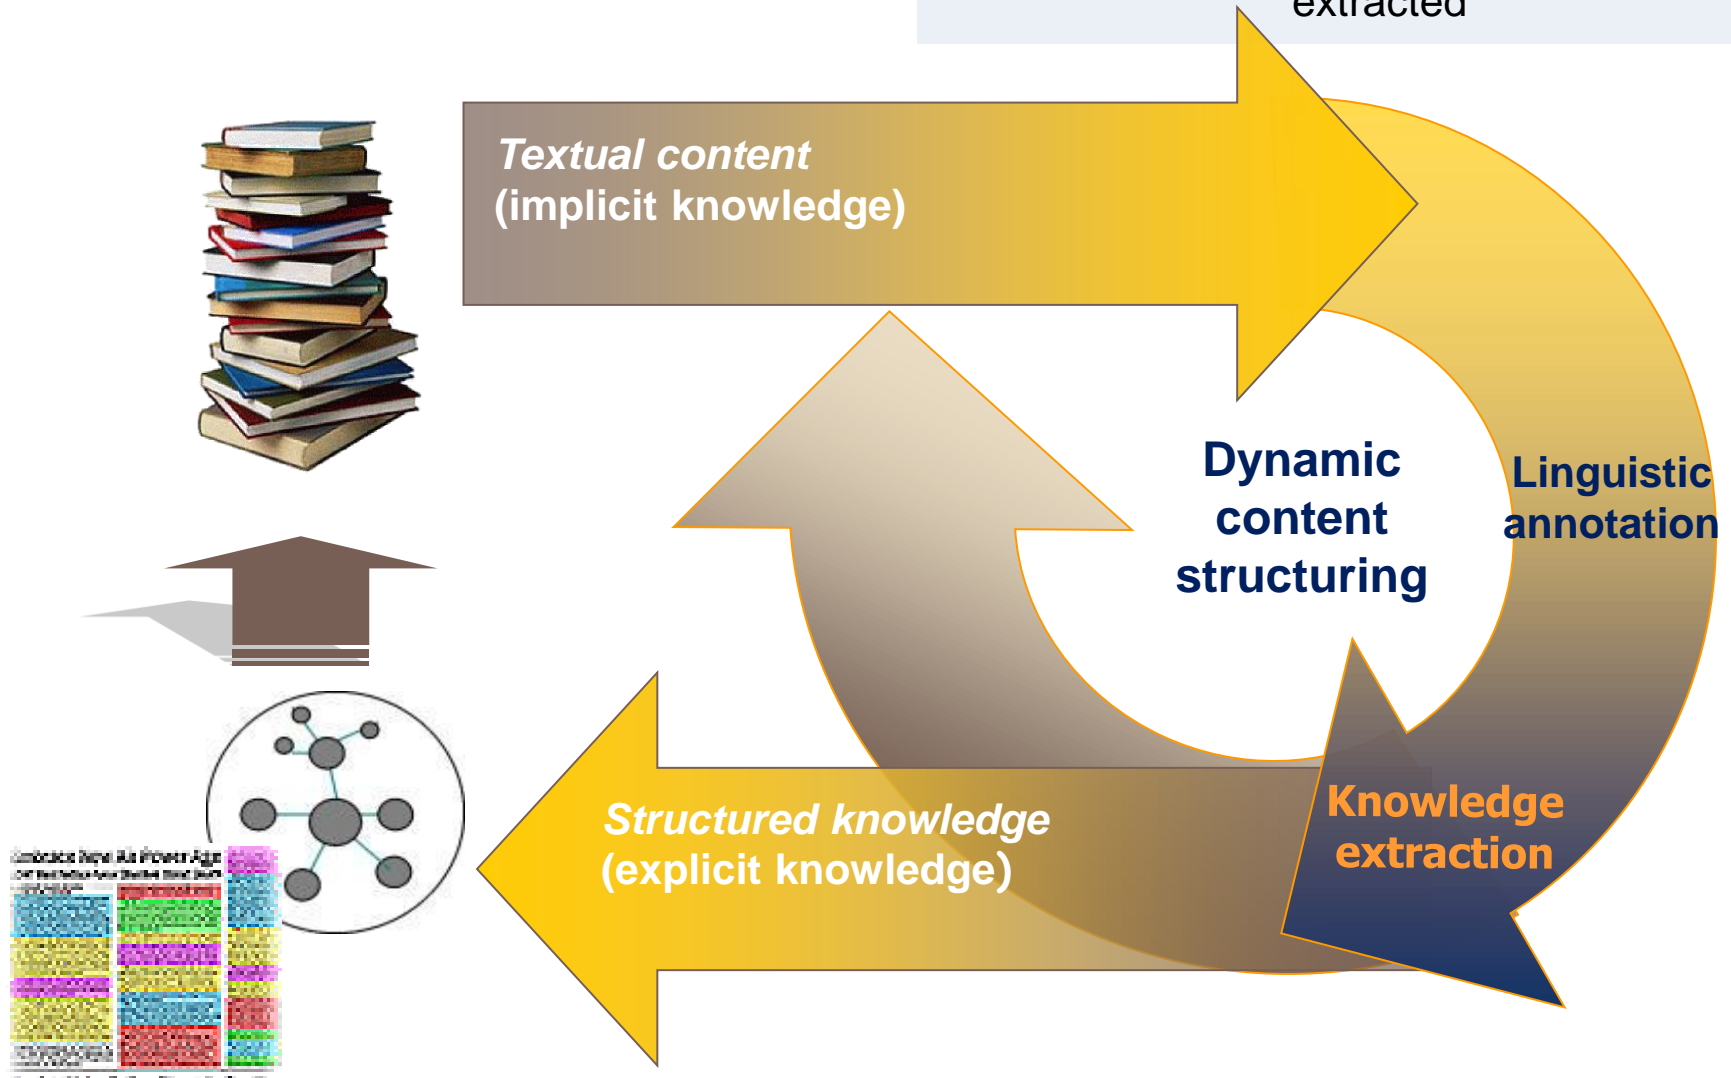 extracted
Textual content
(implicit knowledge)
Dynamic
content
structuring
Linguistic
annotation
Knowledge
extraction
Structured knowledge
(explicit knowledge)